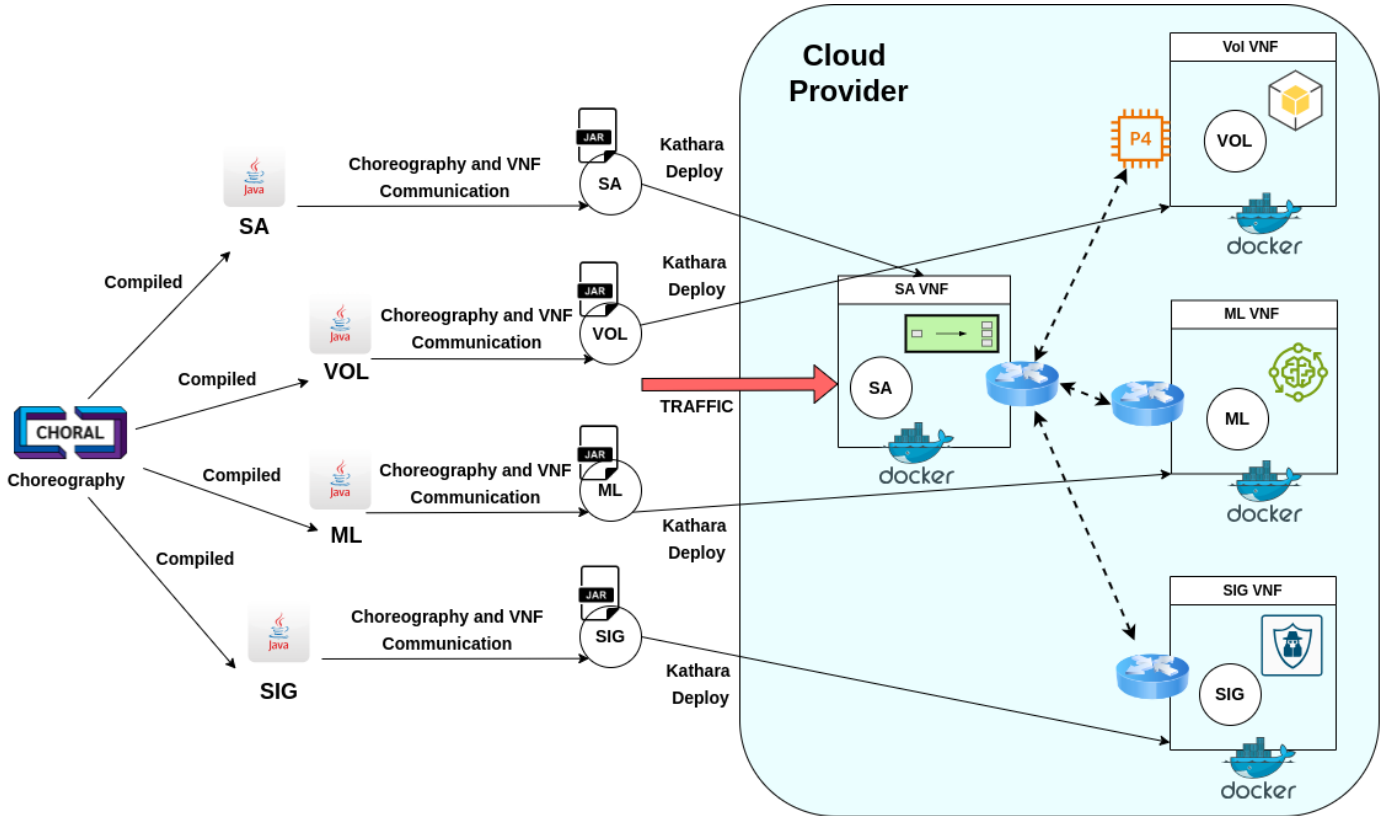 Cloud
Provider
Vol VNF
P4
VOL
docker
JAR
SA
Kathara
Deploy
Choreography and VNF
Communication
Java
SA
Compiled
JAR
VOL
Kathara
Deploy
Choreography and VNF
Communication
Java
VOL
Compiled
SA VNF
SA
docker
TRAFFIC
ML VNF
ML
docker
CHORAL
Choreography
Compiled
Java
ML
Choreography and VNF
Communication
JAR
ML
Kathara
Deploy
Compiled
Java
SIG
Choreography and VNF
Communication
JAR
SIG
Kathara
Deploy
SIG VNF
SIG
docker